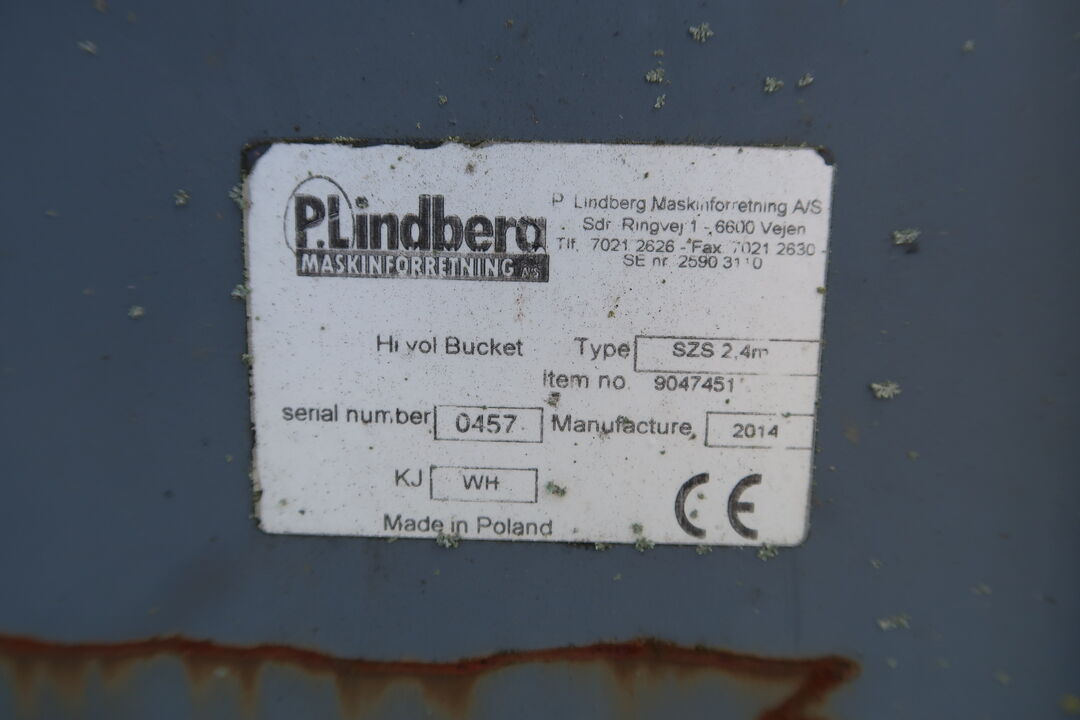 P.Lindberg
MASKINFORRETNING A/S
P. Lindberg Maskinforretning A/S
Sdr. Ringvej 1 - 6600 Vejen
Tlf. 7021 2626 - Fax 7021 2630
SE nr. 2590 3110
Hi vol Bucket
Type SZS 2,4m
Item no. 9047451
serial number 0457
Manufacture 2014
KJ WH
Made in Poland
CE